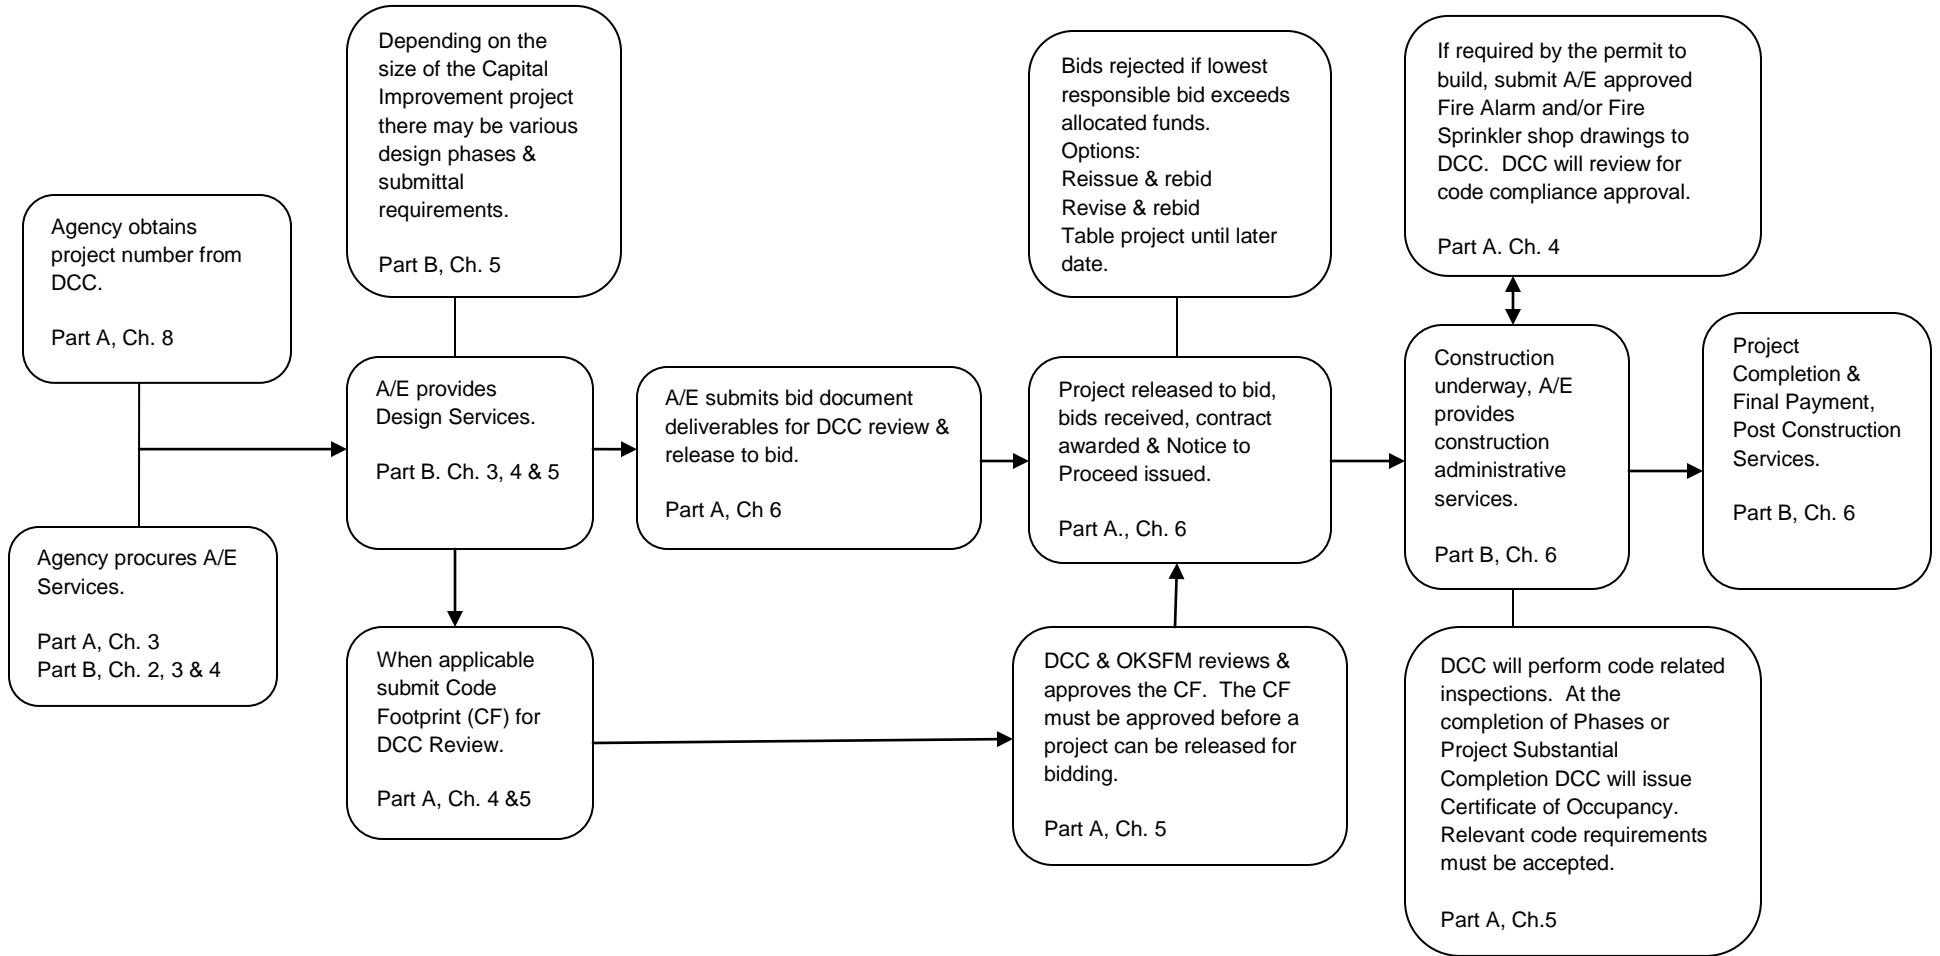 Agency obtains
project number from
DCC.
Part A, Ch. 8
Agency procures A/E
Services.
Part A, Ch. 3
Part B, Ch. 2, 3 & 4
Depending on the
size of the Capital
Improvement project
there may be various
design phases &
submittal
requirements.
Part B, Ch. 5
A/E provides
Design Services.
Part B. Ch. 3, 4 & 5
When applicable
submit Code
Footprint (CF) for
DCC Review.
Part A, Ch. 4 &5
A/E submits bid document
deliverables for DCC review &
release to bid.
Part A, Ch 6
Bids rejected if lowest
responsible bid exceeds
allocated funds.
Options:
Reissue & rebid
Revise & rebid
Table project until later
date.
Project released to bid,
bids received, contract
awarded & Notice to
Proceed issued.
Part A., Ch. 6
DCC & OKSFM reviews &
approves the CF. The CF
must be approved before a
project can be released for
bidding.
Part A, Ch. 5
If required by the permit to
build, submit A/E approved
Fire Alarm and/or Fire
Sprinkler shop drawings to
DCC. DCC will review for
code compliance approval.
Part A. Ch. 4
Construction
underway, A/E
provides
construction
administrative
services.
Part B, Ch. 6
DCC will perform code related
inspections. At the
completion of Phases or
Project Substantial
Completion DCC will issue
Certificate of Occupancy.
Relevant code requirements
must be accepted.
Part A, Ch.5
Project
Completion &
Final Payment,
Post Construction
Services.
Part B, Ch. 6